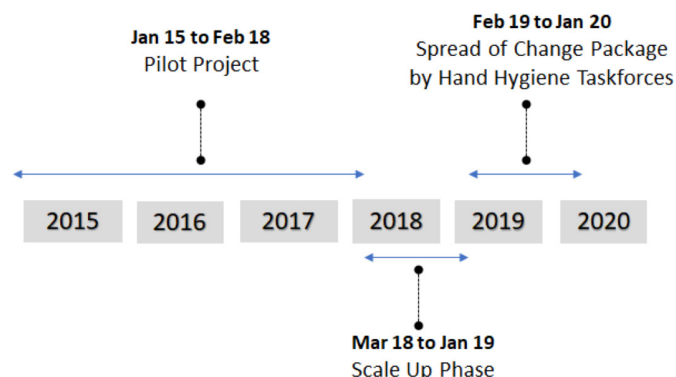 Jan 15 to Feb 18
Pilot Project
Feb 19 to Jan 20
Spread of Change Package
by Hand Hygiene Taskforces
2015
2016
2017
2018
2019
2020
Mar 18 to Jan 19
Scale Up Phase